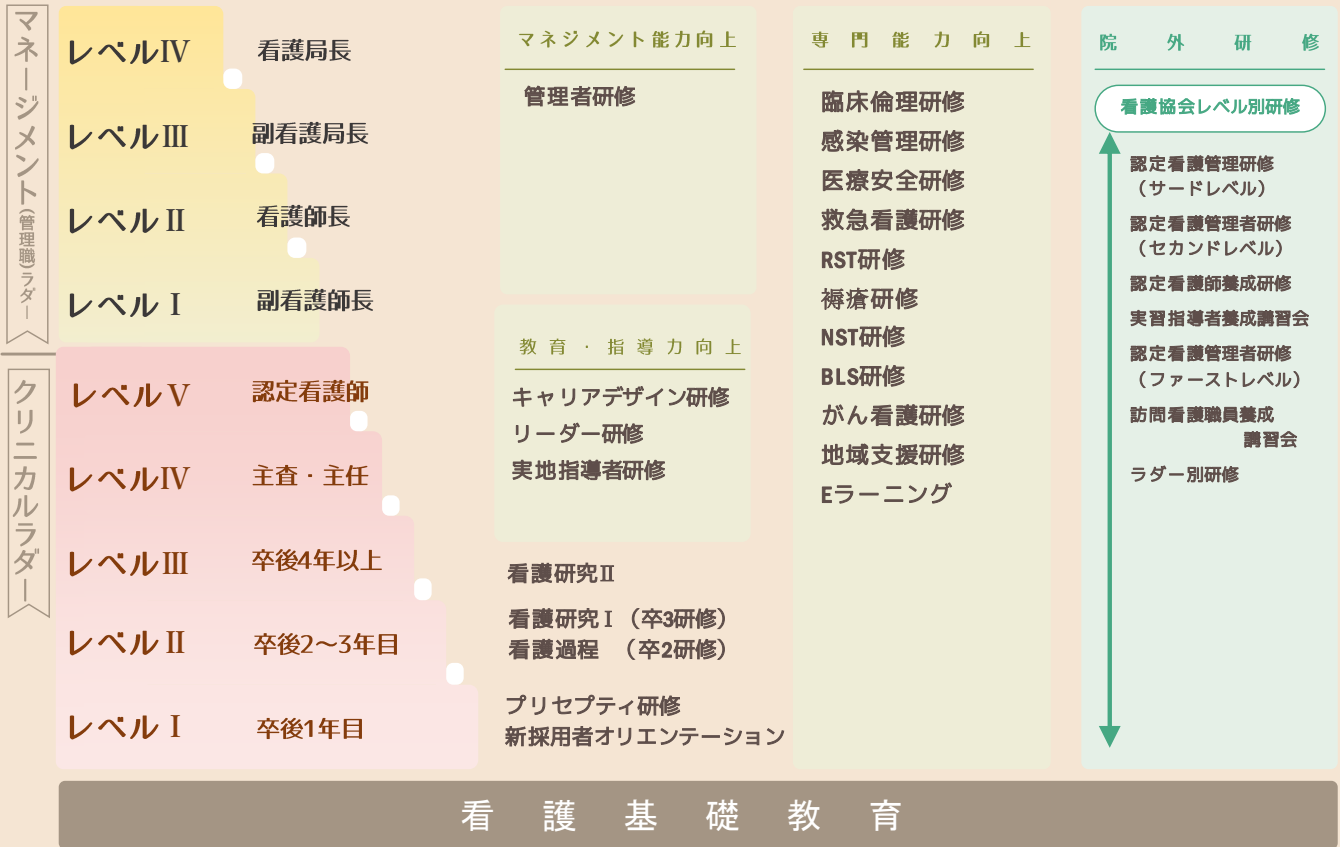 マネージメント(管理職)ラダー
レベルⅣ 看護局長
レベルⅢ 副看護局長
レベルⅡ 看護師長
レベルⅠ 副看護師長
クリニカルラダー
レベルⅤ 認定看護師
レベルⅣ 主査・主任
レベルⅢ 卒後4年以上
レベルⅡ 卒後2〜3年目
レベルⅠ 卒後1年目
マネジメント能力向上
管理者研修
教育・指導力向上
キャリアデザイン研修
リーダー研修
実地指導者研修
看護研究Ⅱ
看護研究Ⅰ（卒3研修）
看護過程　（卒2研修）
プリセプティ研修
新採用者オリエンテーション
専門能力向上
臨床倫理研修
感染管理研修
医療安全研修
救急看護研修
RST研修
褥瘡研修
NST研修
BLS研修
がん看護研修
地域支援研修
Eラーニング
院外研修
看護協会レベル別研修
認定看護管理研修
（サードレベル）
認定看護管理者研修
（セカンドレベル）
認定看護師養成研修
実習指導者養成講習会
認定看護管理者研修
（ファーストレベル）
訪問看護職員養成
講習会
ラダー別研修
看護基礎教育